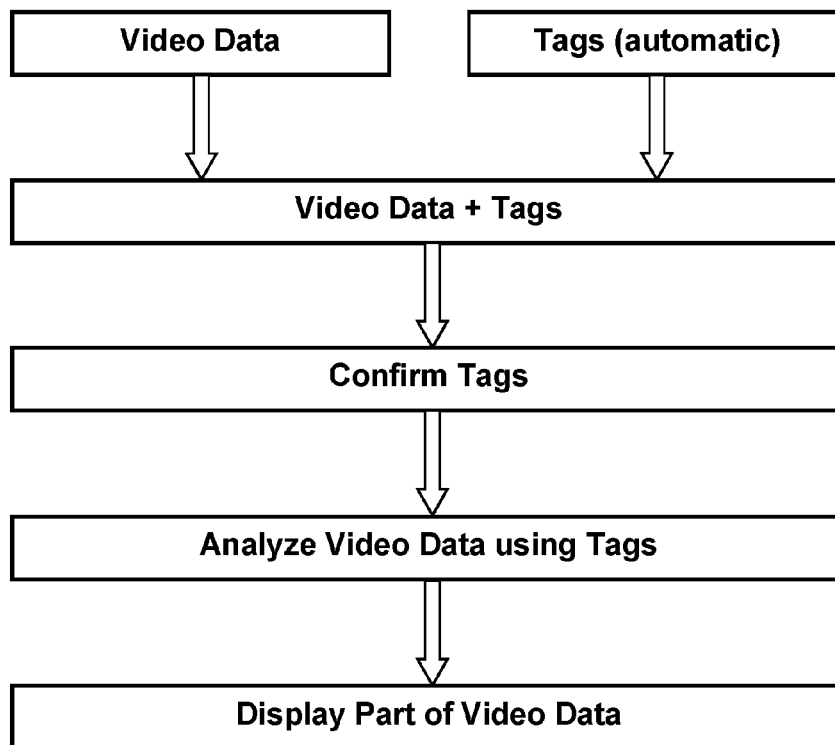 Video Data
Tags (automatic)
Video Data + Tags
Confirm Tags
Analyze Video Data using Tags
Display Part of Video Data